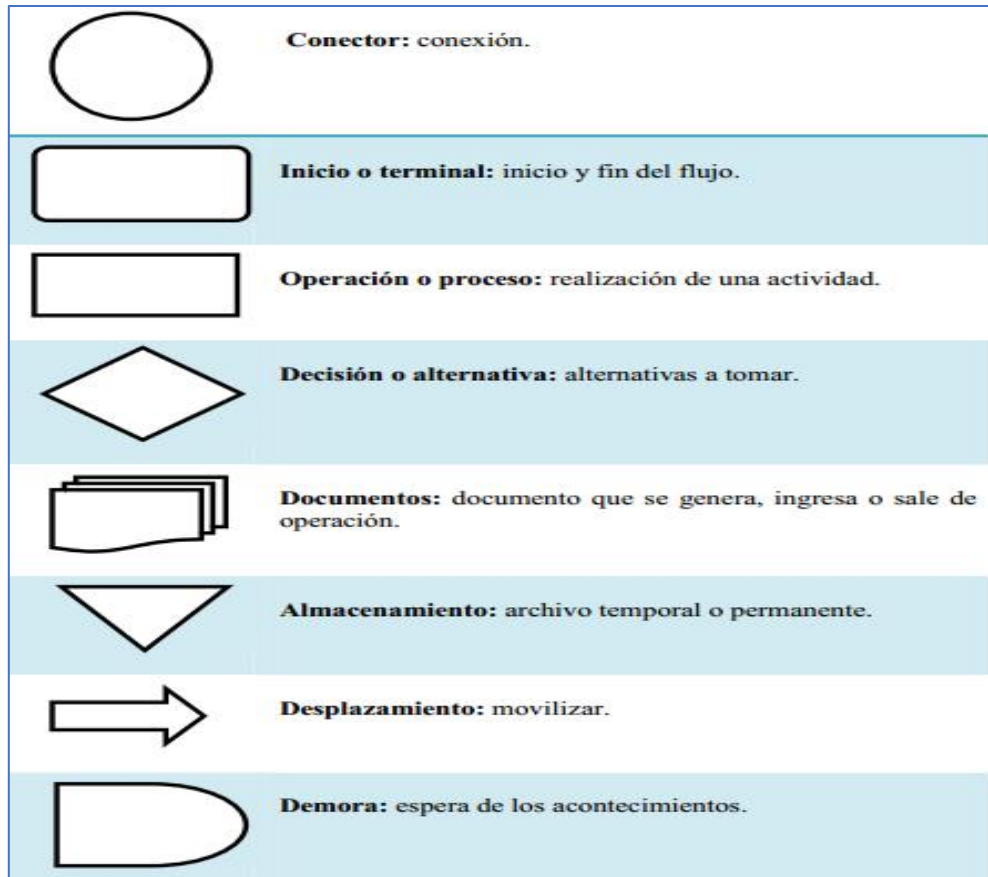 Conector: conexión.
Inicio o terminal: inicio y fin del flujo.
Operación o proceso: realización de una actividad.
Decisión o alternativa: alternativas a tomar.
Documentos: documento que se genera, ingresa o sale de
operación.
Almacenamiento: archivo temporal o permanente.
Desplazamiento: movilizar.
Demora: espera de los acontecimientos.